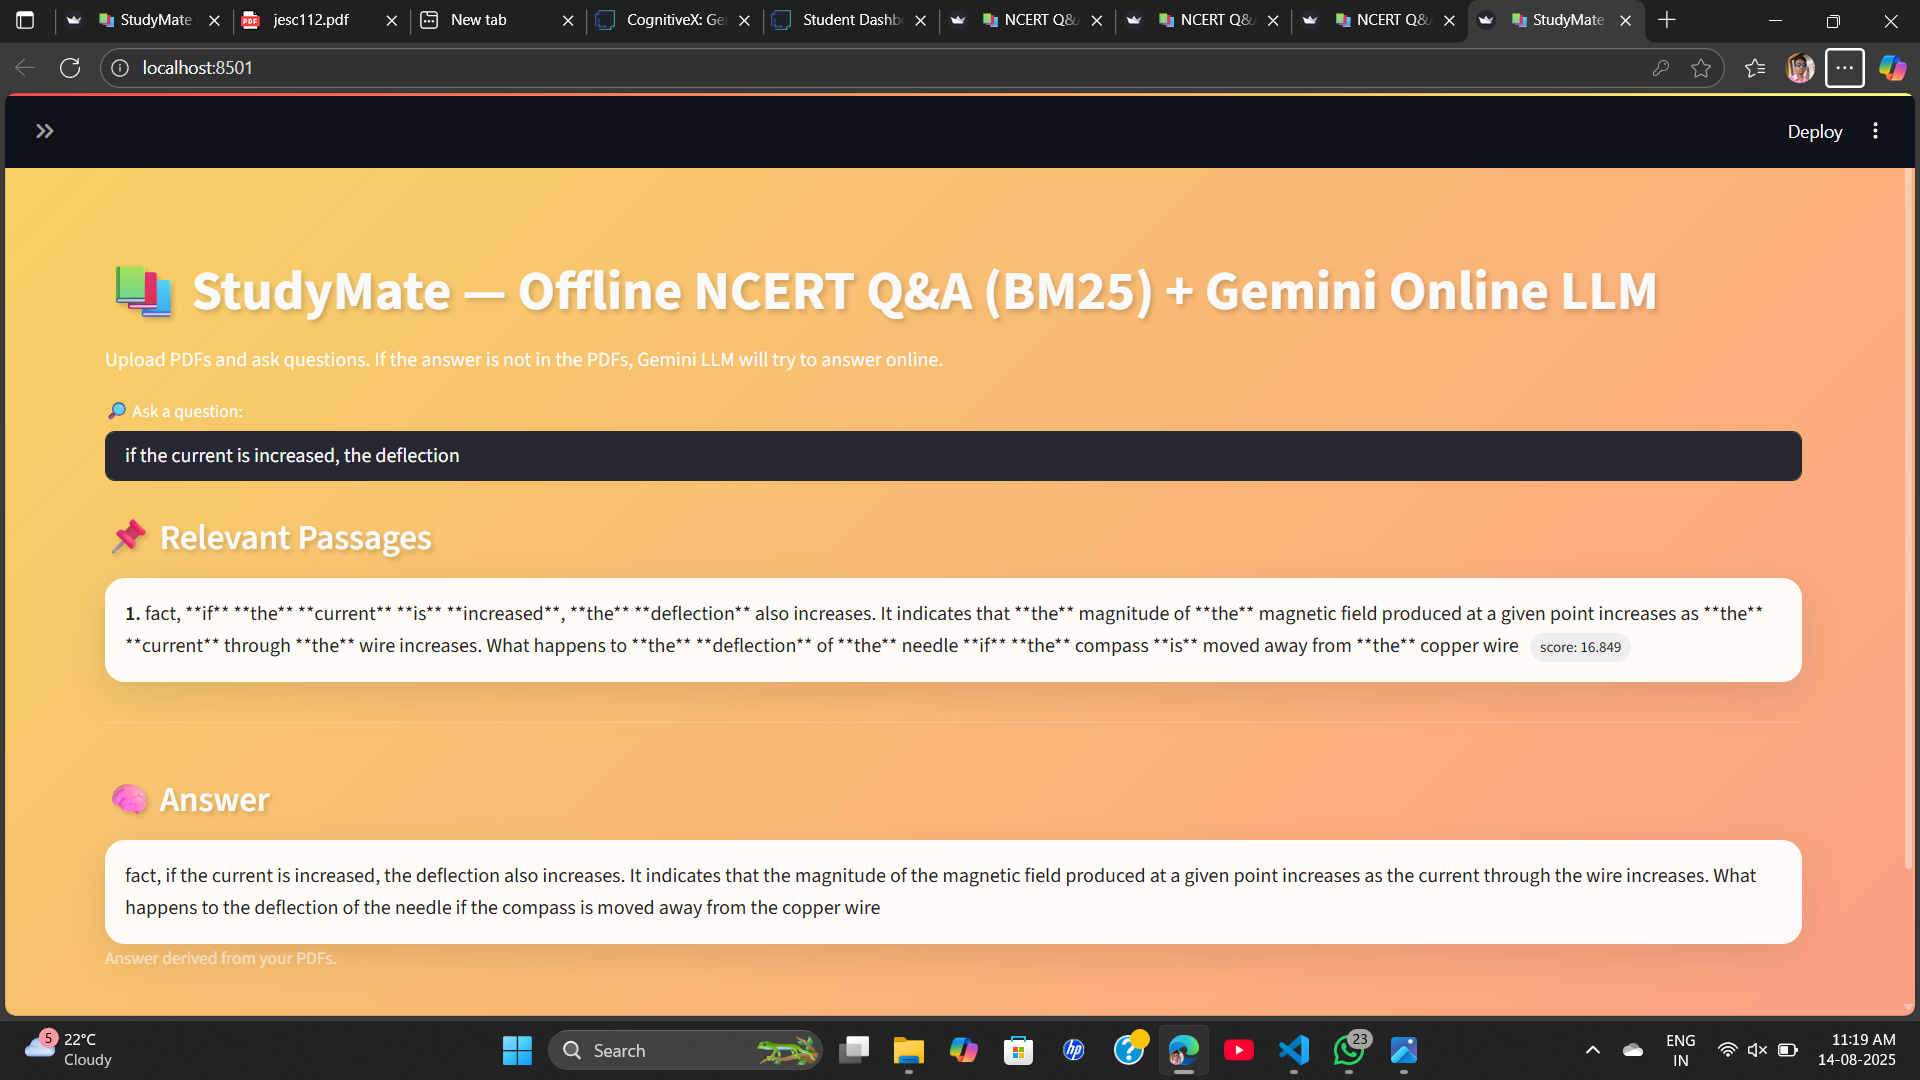 StudyMate
jesc112.pdf
New tab
CognitiveX: Ge
Student Dashb
NCERT Q&
NCERT Q&
NCERT Q&
StudyMate
localhost:8501
Deploy
StudyMate — Offline NCERT Q&A (BM25) + Gemini Online LLM
Upload PDFs and ask questions. If the answer is not in the PDFs, Gemini LLM will try to answer online.
Ask a question:
if the current is increased, the deflection
Relevant Passages
1. fact, **if** **the** **current** **is** **increased**, **the** **deflection** also increases. It indicates that **the** magnitude of **the** magnetic field produced at a given point increases as **the**
**current** through **the** wire increases. What happens to **the** **deflection** of **the** needle **if** **the** compass **is** moved away from **the** copper wire score: 16.849
Answer
fact, if the current is increased, the deflection also increases. It indicates that the magnitude of the magnetic field produced at a given point increases as the current through the wire increases. What
happens to the deflection of the needle if the compass is moved away from the copper wire
Answer derived from your PDFs.
5
22°C
Cloudy
Search
hp
23
ENG
IN
11:19 AM
14-08-2025